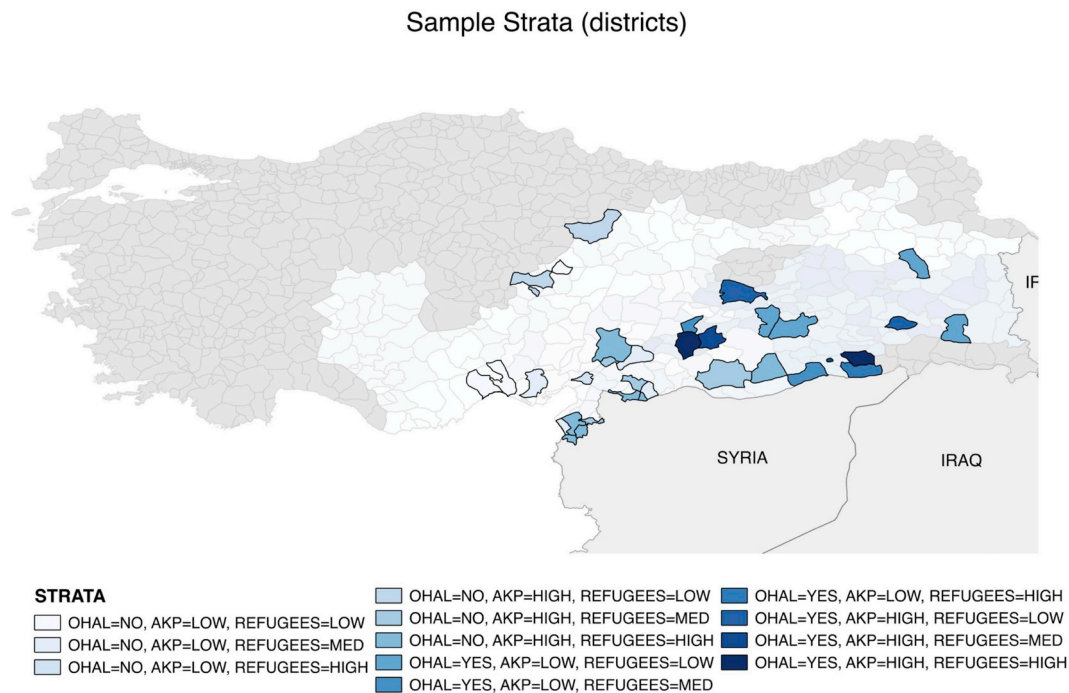 Sample Strata (districts)
IR
SYRIA
IRAQ
STRATA
OHAL=NO, AKP=LOW, REFUGEES=LOW
OHAL=NO, AKP=LOW, REFUGEES=MED
OHAL=NO, AKP=LOW, REFUGEES=HIGH
OHAL=NO, AKP=HIGH, REFUGEES=LOW
OHAL=NO, AKP=HIGH, REFUGEES=MED
OHAL=NO, AKP=HIGH, REFUGEES=HIGH
OHAL=YES, AKP=LOW, REFUGEES=LOW
OHAL=YES, AKP=LOW, REFUGEES=MED
OHAL=YES, AKP=LOW, REFUGEES=HIGH
OHAL=YES, AKP=HIGH, REFUGEES=LOW
OHAL=YES, AKP=HIGH, REFUGEES=MED
OHAL=YES, AKP=HIGH, REFUGEES=HIGH